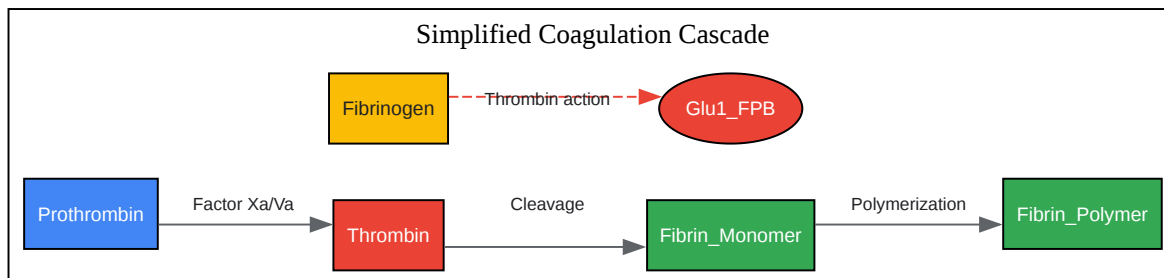 Simplified Coagulation Cascade
Fibrinogen
Thrombin action
Glu1_FPB
Prothrombin
Factor Xa/Va
Thrombin
Cleavage
Fibrin_Monomer
Polymerization
Fibrin_Polymer